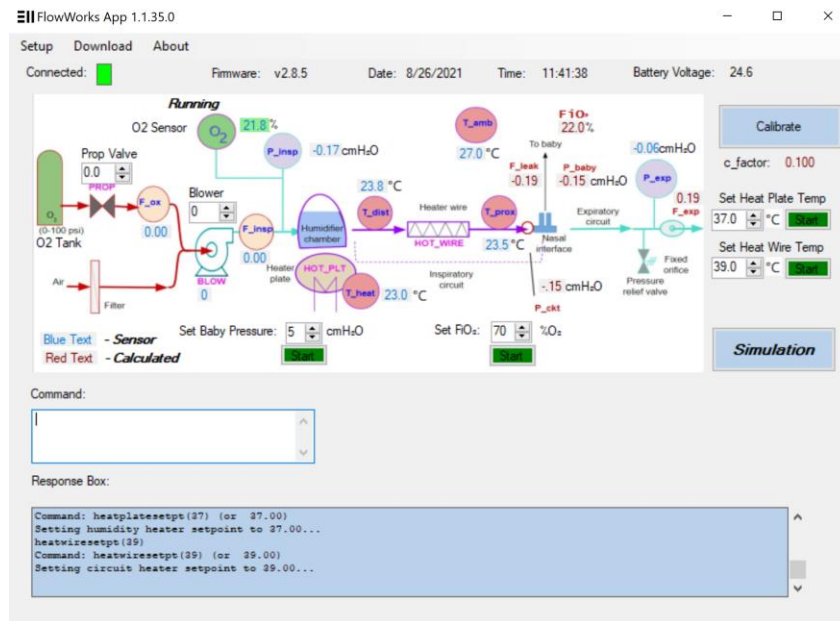 FlowWorks App 1.1.35.0
Setup Download About
Connected: Firmware: v2.8.5 Date: 8/26/2021 Time: 11:41:38 Battery Voltage: 24.6
Running
O2 Sensor O2 21.8 %
P_insp -0.17 cmH₂O
T_amb
27.0 °C
FiO₂
22.0%
To baby
-0.06 cmH₂O
Calibrate
c_factor: 0.100
Prop Valve
0.0
PROP
F_ox
0.00
Blower
0
F_insp
0.00
23.8 °C
T_dist
Heater wire
HOT_WIRE
F_leak
-0.19
P_baby
-0.15 cmH₂O
P_exp
0.19
F_exp
T_prox
23.5 °C
Expiratory
circuit
Nasal
interface
Set Heat Plate Temp
37.0 °C Start
Set Heat Wire Temp
39.0 °C Start
O₂
(0-100 psi)
O2 Tank
Humidifier
chamber
Air
Filter
BLOW
0
Heater
plate
HOT_PLT
T_heat 23.0 °C
Inspiratory
circuit
-.15 cmH₂O
P_ckt
Fixed
orifice
Pressure
relief valve
Blue Text - Sensor
Red Text - Calculated
Set Baby Pressure: 5 cmH₂O
Start
Set FiO₂: 70 %O₂
Start
Simulation
Command:
Response Box:
Command: heatplatesetpt(37) (or 37.00)
Setting humidity heater setpoint to 37.00...
heatwiresetpt(39)
Command: heatwiresetpt(39) (or 39.00)
Setting circuit heater setpoint to 39.00...